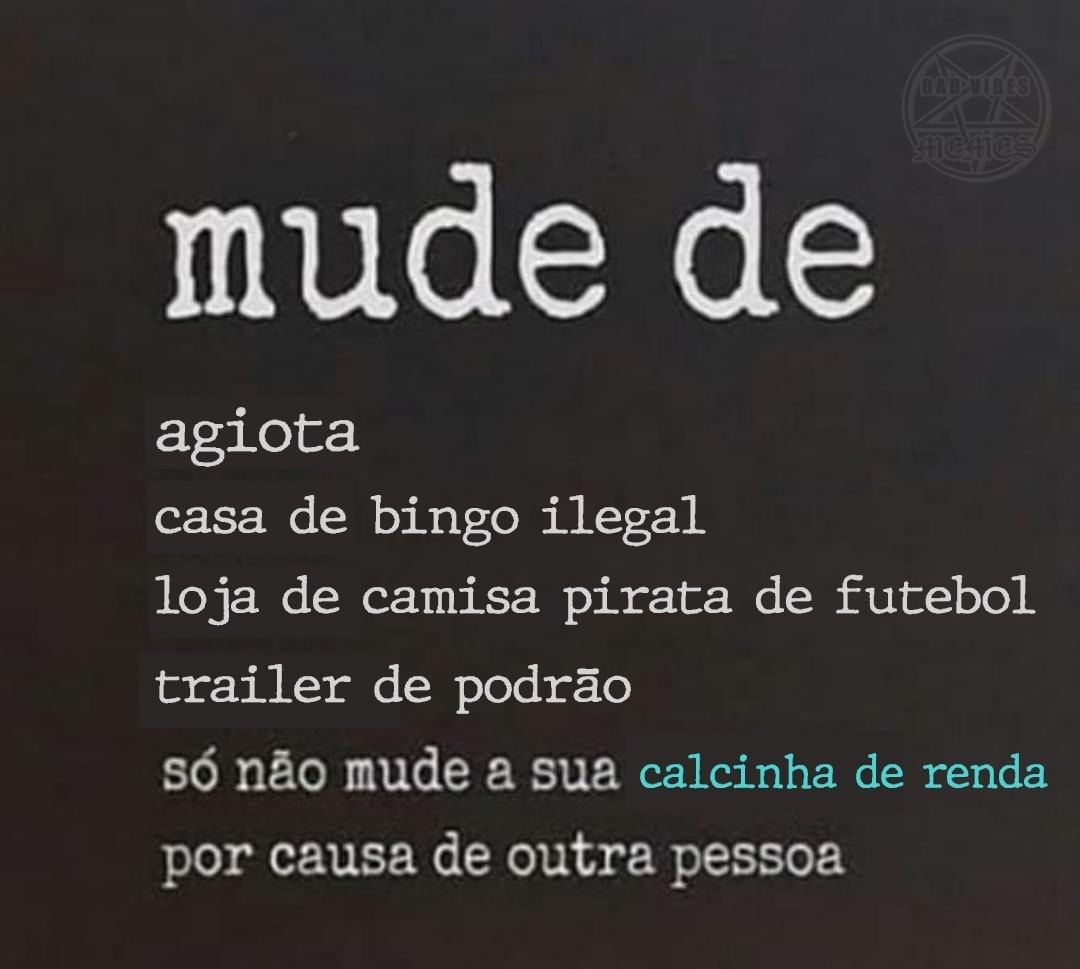 BAD VIBES
MEMES
mude de
agiota
casa de bingo ilegal
loja de camisa pirata de futebol
trailer de podrão
só não mude a sua calcinha de renda
por causa de outra pessoa